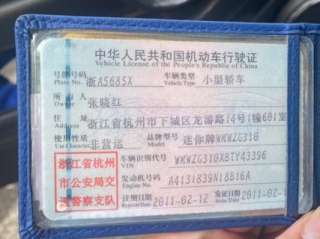 中华人民共和国机动车行驶证
Vehicle License of the People's Republic of China
号牌号码 浙A5685X 车辆类型 小型轿车
Plate No. Vehicle Type
所有人 张晓红
Owner
住址 浙江省杭州市下城区龙游路14号1幢601室
Address
使用性质 非营运 品牌型号 迷你牌WKWZG310
Use Character Model
浙江省杭州 车辆识别代号 WKWZG310XBTY43396
VIN
市公安局交 发动机号码 A4131839N18B16A
Engine No.
通警察支队 注册日期 2011-02-12 发证日期 2011-02-1
Register Date Issue Date